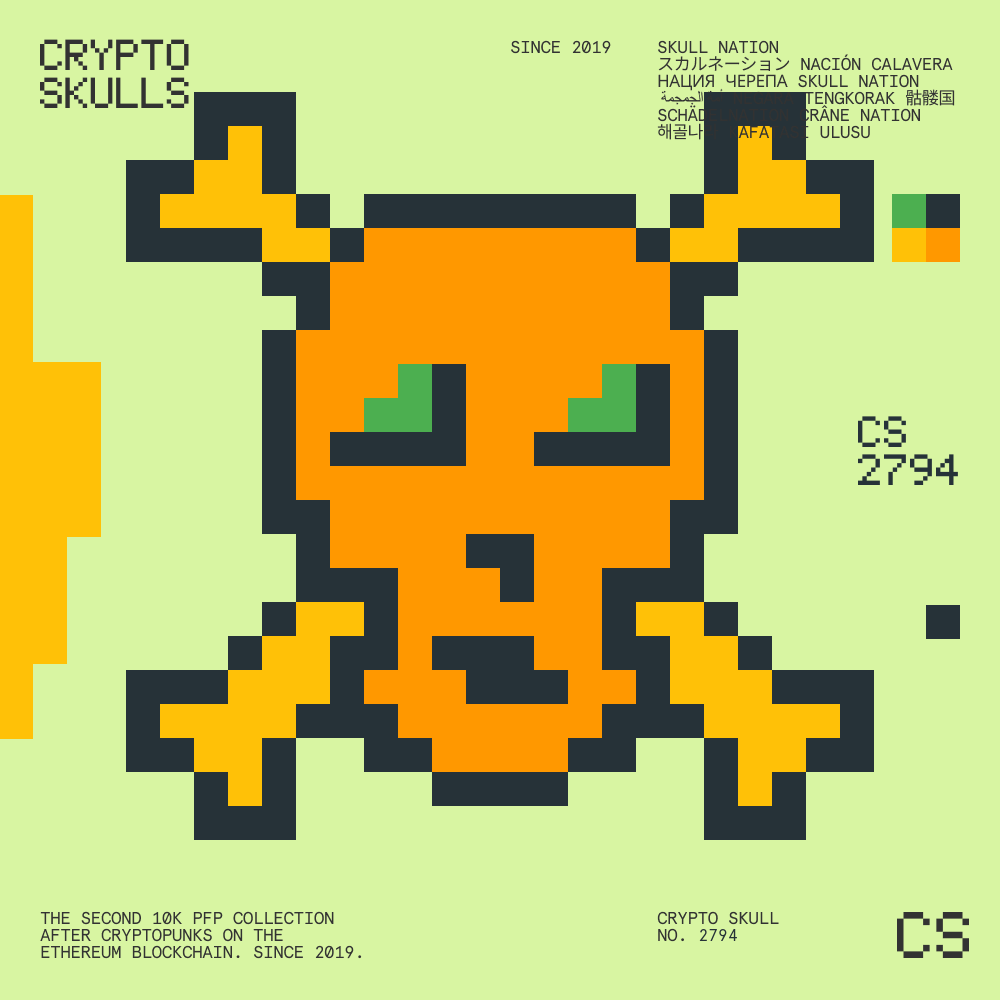 CRYPTO
SKULLS
SINCE 2019
SKULL NATION
スカルネーション NACIÓN CALAVERA
НАЦИЯ ЧЕРЕПА SKULL NATION
الجمجمة TENGKORAK 骷髅国
CRÂNE NATION
해골 ULUSU
CS
2794
THE SECOND 10K PFP COLLECTION
AFTER CRYPTOPUNKS ON THE
ETHEREUM BLOCKCHAIN. SINCE 2019.
CRYPTO SKULL
NO. 2794
CS